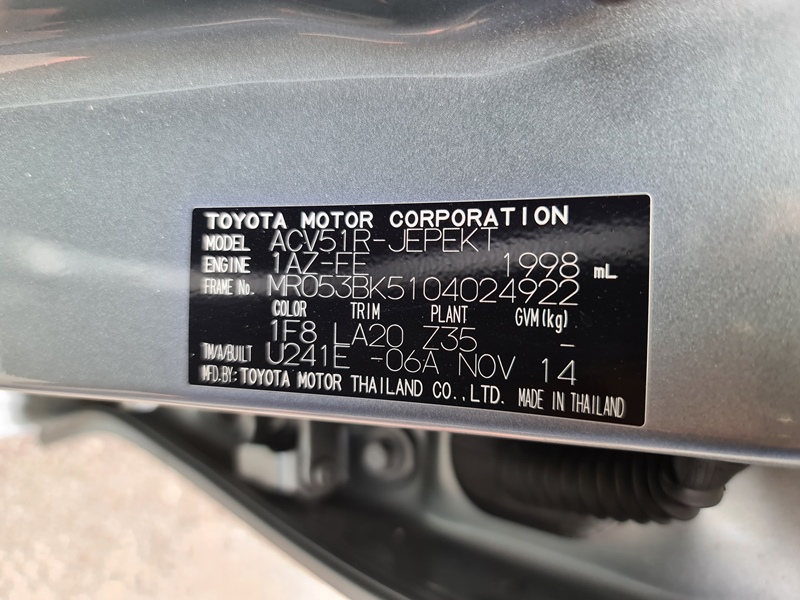 TOYOTA MOTOR CORPORATION
MODEL ACV51R-JEPEKT
ENGINE 1AZ-FE 1998 mL
FRAME No. MR053BK5104024922
COLOR TRIM PLANT GVM(kg)
1F8 LA20 Z35 –
TM/A/BUILT U241E -06A NOV 14
MFD.BY: TOYOTA MOTOR THAILAND CO.,LTD. MADE IN THAILAND